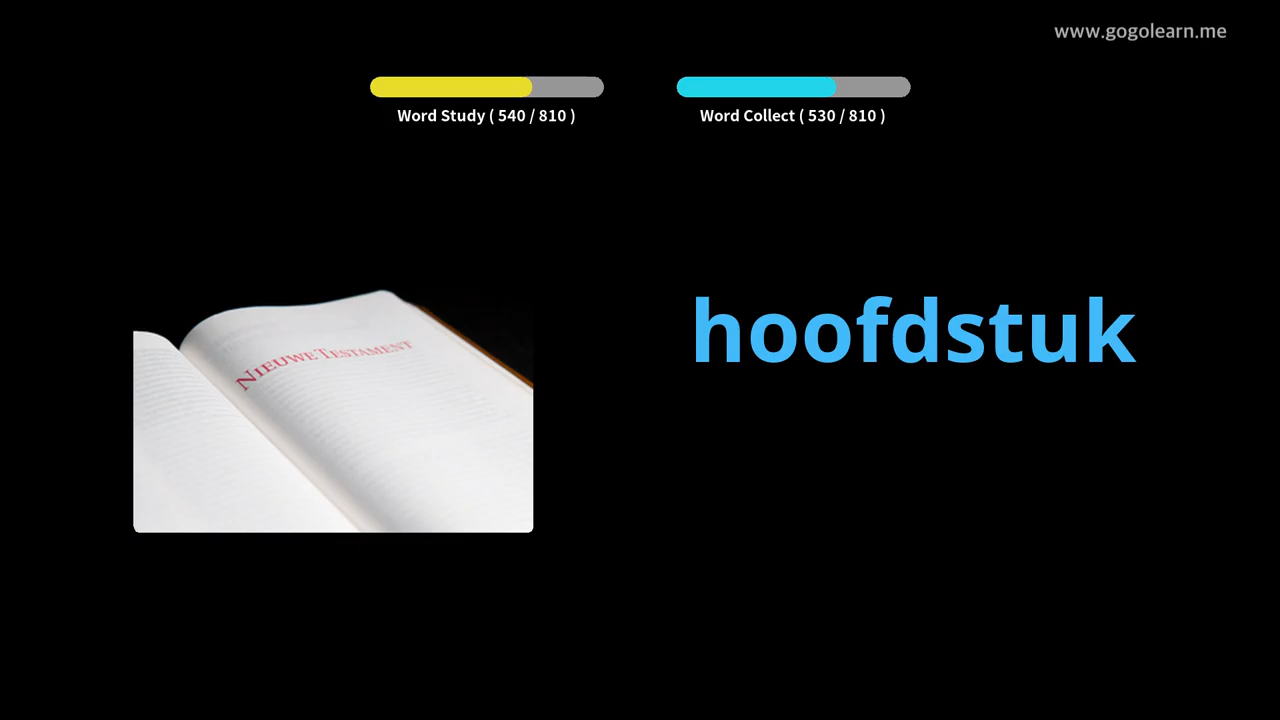 www.gogolearn.me
Word Study ( 540 / 810 )
Word Collect ( 530 / 810 )
NIEUWE TESTAMENT
hoofdstuk